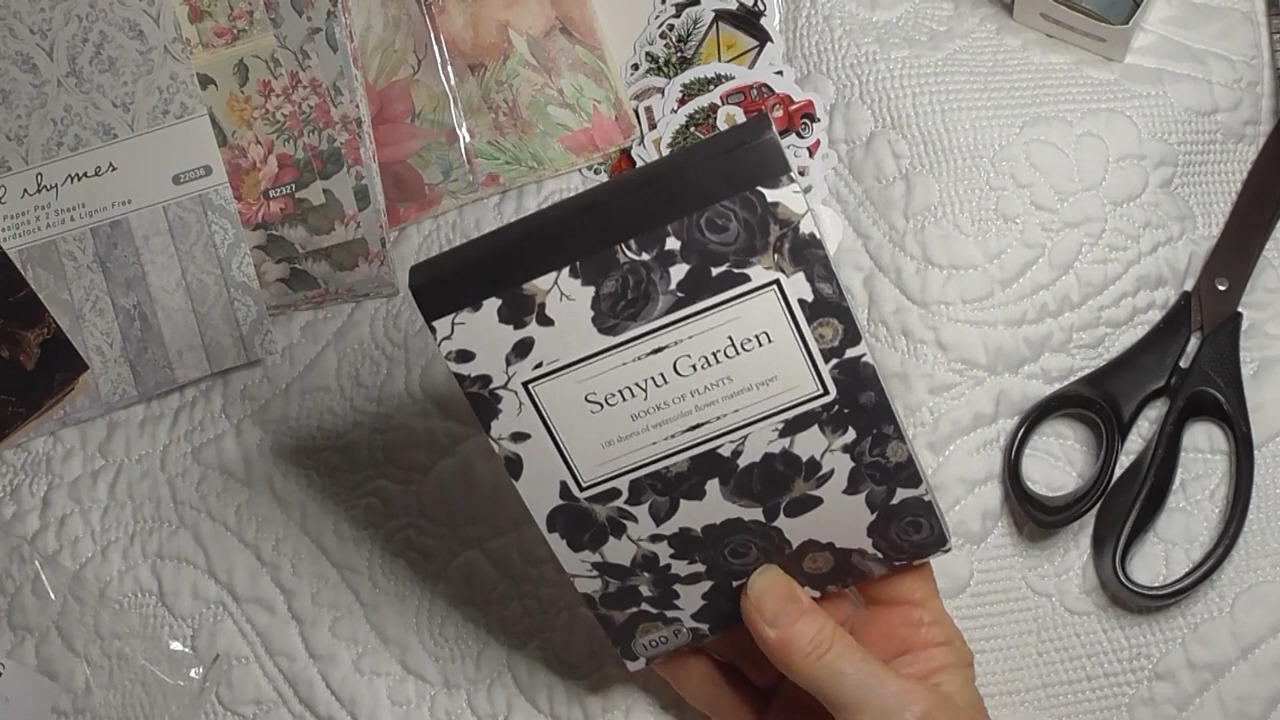 rhymes
22036
Paper Pad
esigns X 2 Sheets
ardstock Acid & Lignin Free
R2327
Senyu Garden
BOOKS OF PLANTS
100 sheets of watercolor flower material paper
100 P